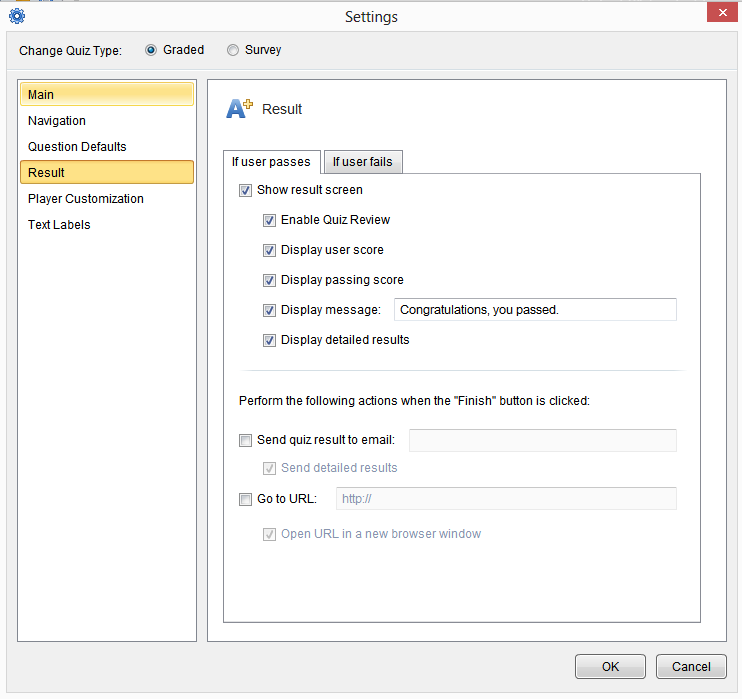 Settings
Change Quiz Type: Graded Survey
Main
Navigation
Question Defaults
Result
Player Customization
Text Labels
A+ Result
If user passes If user fails
Show result screen
Enable Quiz Review
Display user score
Display passing score
Display message: Congratulations, you passed.
Display detailed results
Perform the following actions when the "Finish" button is clicked:
Send quiz result to email:
Send detailed results
Go to URL: http://
Open URL in a new browser window
OK Cancel